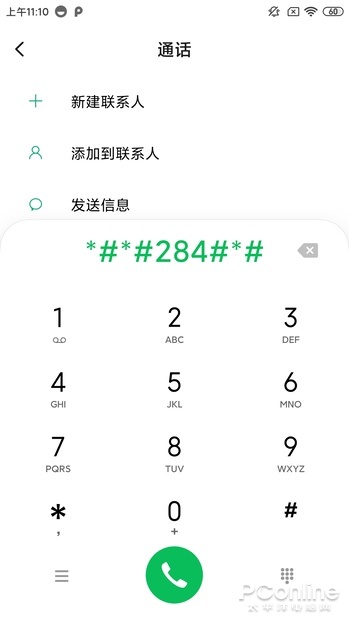 上午11:10
60
通话
新建联系人
添加到联系人
发送信息
*#*#284#*#
1
2 ABC
3 DEF
4 GHI
5 JKL
6 MNO
7 PQRS
8 TUV
9 WXYZ
* ,
0 +
#
PConline
太平洋电脑网